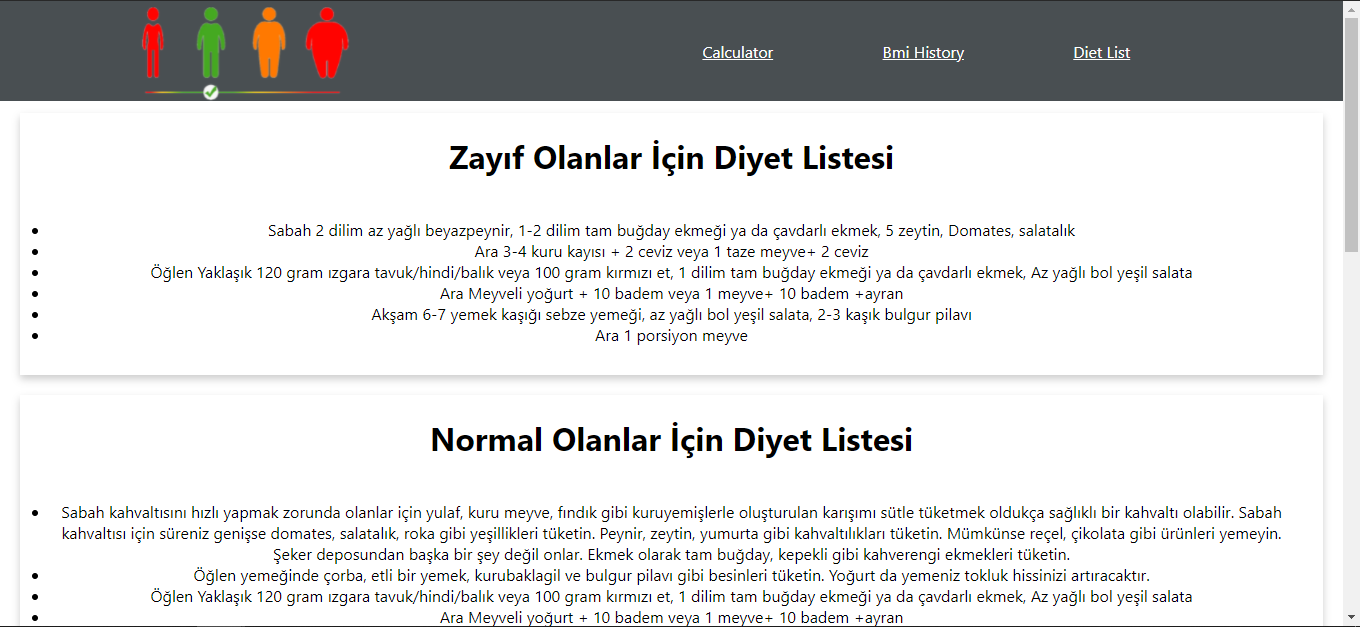 Calculator
Bmi History
Diet List
Zayıf Olanlar İçin Diyet Listesi
Sabah 2 dilim az yağlı beyazpeynir, 1-2 dilim tam buğday ekmeği ya da çavdarlı ekmek, 5 zeytin, Domates, salatalık
Ara 3-4 kuru kayısı + 2 ceviz veya 1 taze meyve+ 2 ceviz
Öğlen Yaklaşık 120 gram ızgara tavuk/hindi/balık veya 100 gram kırmızı et, 1 dilim tam buğday ekmeği ya da çavdarlı ekmek, Az yağlı bol yeşil salata
Ara Meyveli yoğurt + 10 badem veya 1 meyve+ 10 badem +ayran
Akşam 6-7 yemek kaşığı sebze yemeği, az yağlı bol yeşil salata, 2-3 kaşık bulgur pilavı
Ara 1 porsiyon meyve
Normal Olanlar İçin Diyet Listesi
Sabah kahvaltısını hızlı yapmak zorunda olanlar için yulaf, kuru meyve, fındık gibi kuruyemişlerle oluşturulan karışımı sütle tüketmek oldukça sağlıklı bir kahvaltı olabilir. Sabah
kahvaltısı için süreniz genişse domates, salatalık, roka gibi yeşillikleri tüketin. Peynir, zeytin, yumurta gibi kahvaltılıkları tüketin. Mümkünse reçel, çikolata gibi ürünleri yemeyin.
Şeker deposundan başka bir şey değil onlar. Ekmek olarak tam buğday, kepekli gibi kahverengi ekmekleri tüketin.
Öğlen yemeğinde çorba, etli bir yemek, kurubaklagil ve bulgur pilavı gibi besinleri tüketin. Yoğurt da yemeniz tokluk hissinizi artıracaktır.
Öğlen Yaklaşık 120 gram ızgara tavuk/hindi/balık veya 100 gram kırmızı et, 1 dilim tam buğday ekmeği ya da çavdarlı ekmek, Az yağlı bol yeşil salata
Ara Meyveli yoğurt + 10 badem veya 1 meyve+ 10 badem +ayran